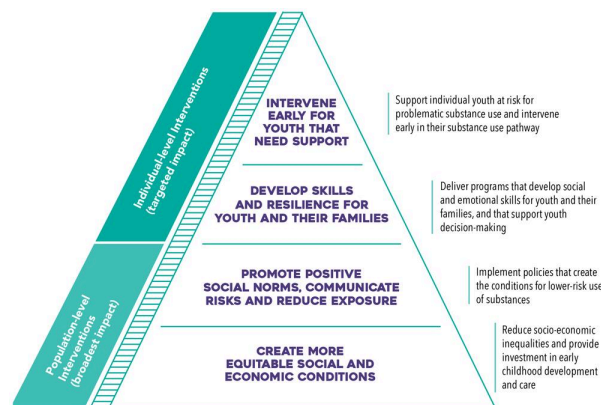 Individual-level Interventions
(targeted impact)
INTERVENE
EARLY FOR
YOUTH THAT
NEED SUPPORT
Support individual youth at risk for
problematic substance use and intervene
early in their substance use pathway
DEVELOP SKILLS
AND RESILIENCE FOR
YOUTH AND THEIR FAMILIES
Deliver programs that develop social
and emotional skills for youth and their
families, and that support youth
decision-making
Population-level
Interventions
(broadest impact)
PROMOTE POSITIVE
SOCIAL NORMS, COMMUNICATE
RISKS AND REDUCE EXPOSURE
Implement policies that create
the conditions for lower-risk use
of substances
CREATE MORE
EQUITABLE SOCIAL AND
ECONOMIC CONDITIONS
Reduce socio-economic
inequalities and provide
investment in early
childhood development
and care